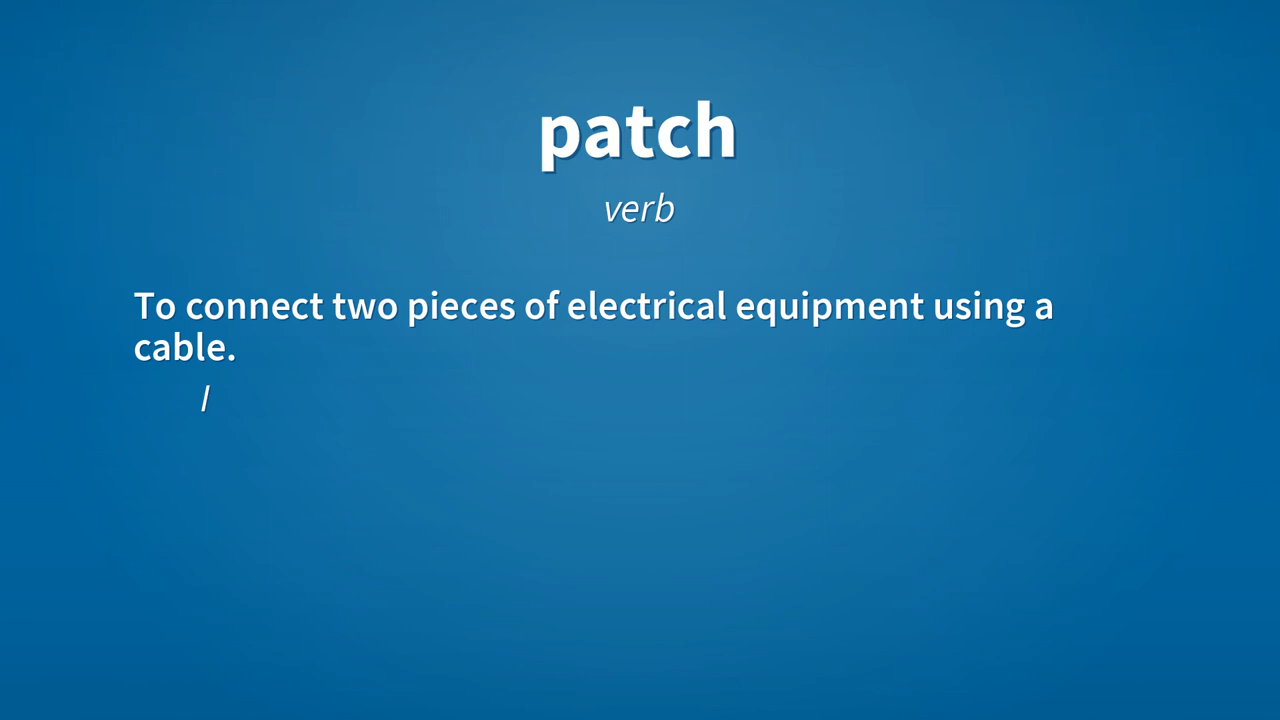 patch
verb
To connect two pieces of electrical equipment using a
cable.
I